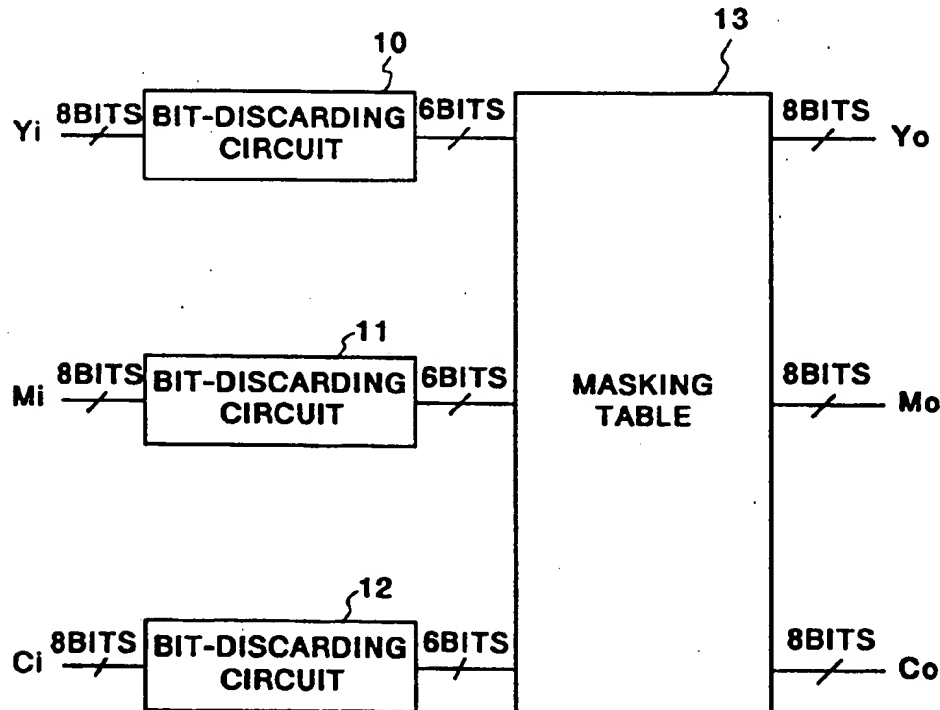 10
13
8BITS
6BITS
8BITS
Yi
BIT-DISCARDING
CIRCUIT
Yo
11
8BITS
6BITS
8BITS
Mi
BIT-DISCARDING
CIRCUIT
MASKING
TABLE
Mo
12
8BITS
6BITS
8BITS
Ci
BIT-DISCARDING
CIRCUIT
Co